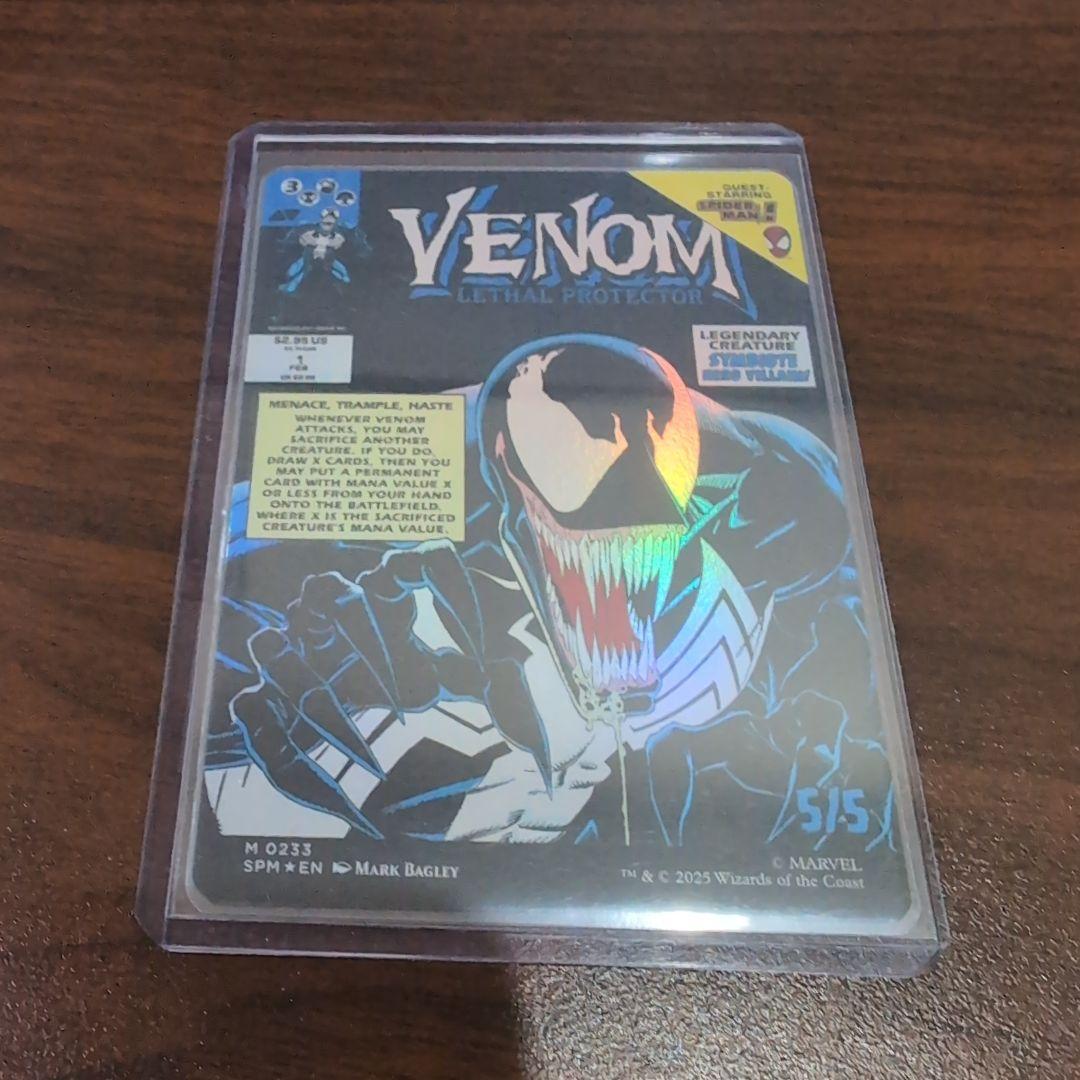 3
VENOM
LETHAL PROTECTOR
GUEST-
STARRING
SPIDER-
MAN
$2.95 US
1
FEB
LEGENDARY
CREATURE
SYMBIOTE
HERO VILLAIN
MENACE, TRAMPLE, HASTE
WHENEVER VENOM
ATTACKS, YOU MAY
SACRIFICE ANOTHER
CREATURE. IF YOU DO,
DRAW X CARDS, THEN YOU
MAY PUT A PERMANENT
CARD WITH MANA VALUE X
OR LESS FROM YOUR HAND
ONTO THE BATTLEFIELD,
WHERE X IS THE SACRIFICED
CREATURE'S MANA VALUE.
5/5
M 0233
SPM★EN MARK BAGLEY
© MARVEL
™ & © 2025 Wizards of the Coast